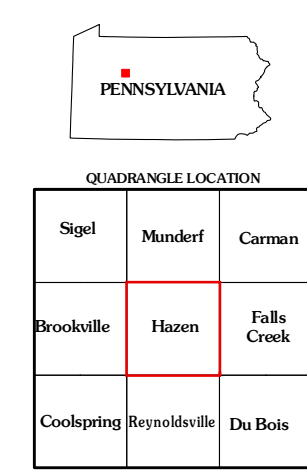 PENNSYLVANIA
QUADRANGLE LOCATION
Sigel
Munderf
Carman
Brookville
Hazen
Falls
Creek
Coolspring
Reynoldsville
Du Bois